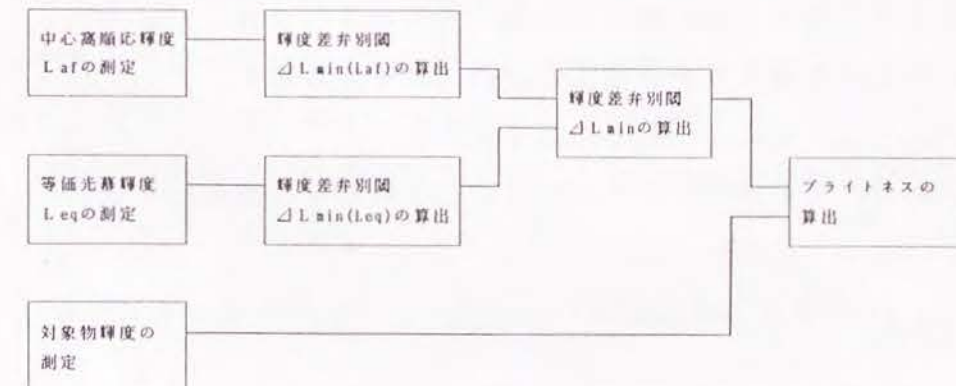 中心窩順応輝度
Lafの測定
輝度差弁別閾
⊿Lmin(Laf)の算出
輝度差弁別閾
⊿Lminの算出
等価光幕輝度
Leqの測定
輝度差弁別閾
⊿Lmin(Leq)の算出
ブライトネスの
算出
対象物輝度の
測定